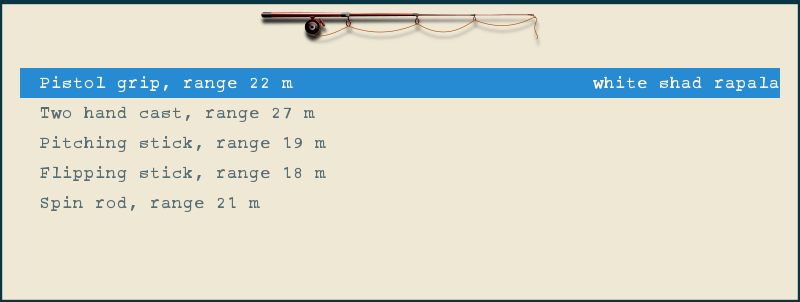 Pistol grip, range 22 m white shad rapala
Two hand cast, range 27 m
Pitching stick, range 19 m
Flipping stick, range 18 m
Spin rod, range 21 m